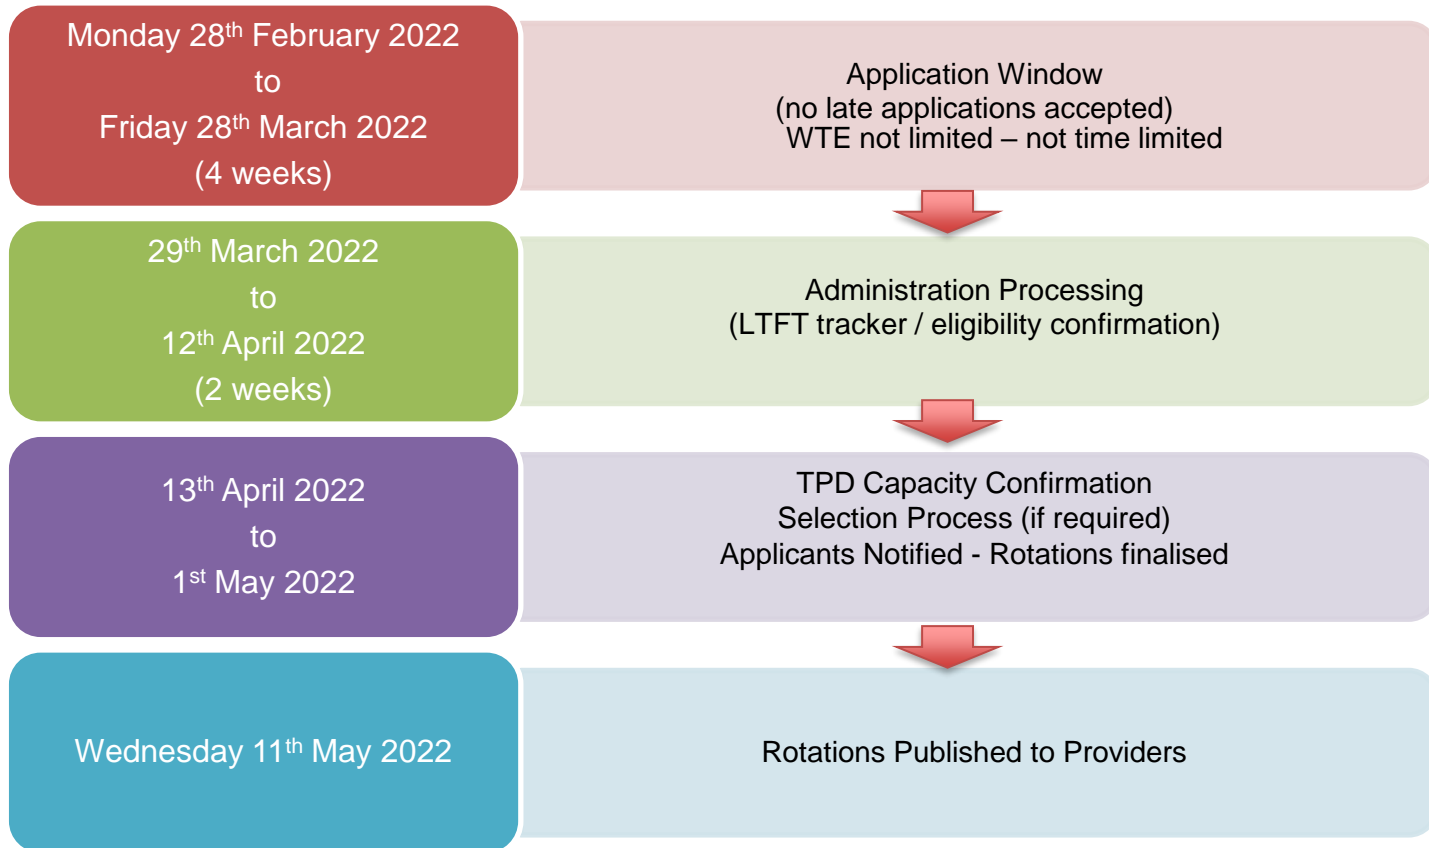 Monday 28th February 2022
to
Friday 28th March 2022
(4 weeks)
Application Window
(no late applications accepted)
WTE not limited – not time limited
29th March 2022
to
12th April 2022
(2 weeks)
Administration Processing
(LTFT tracker / eligibility confirmation)
13th April 2022
to
1st May 2022
TPD Capacity Confirmation
Selection Process (if required)
Applicants Notified - Rotations finalised
Wednesday 11th May 2022
Rotations Published to Providers